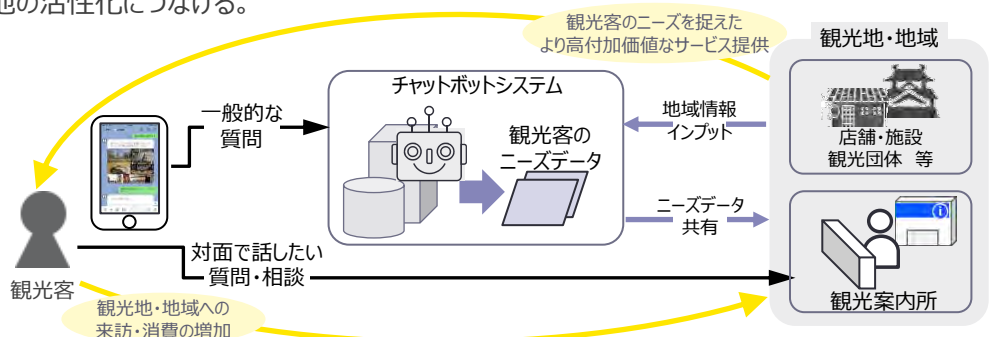 地の活性化につなげる。
観光客のニーズを捉えた
より高付加価値なサービス提供
観光地・地域
チャットボットシステム
一般的な
質問
観光客の
ニーズデータ
地域情報
インプット
店舗・施設
観光団体 等
ニーズデータ
共有
対面で話したい
質問・相談
観光客
観光案内所
観光地・地域への
来訪・消費の増加